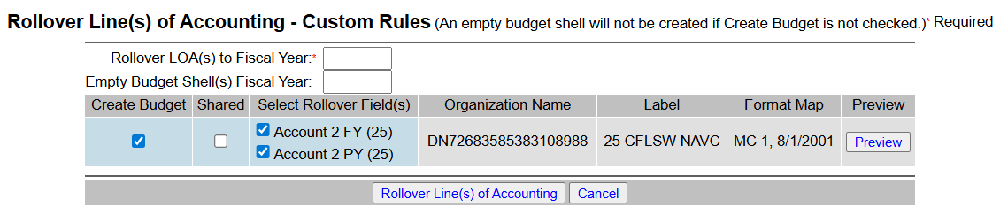 Rollover Line(s) of Accounting - Custom Rules (An empty budget shell will not be created if Create Budget is not checked.)* Required
Rollover LOA(s) to Fiscal Year:*
Empty Budget Shell(s) Fiscal Year:
Create Budget Shared Select Rollover Field(s) Organization Name Label Format Map Preview
Account 2 FY (25)
DN72683585383108988 25 CFLSW NAVC MC 1, 8/1/2001 Preview
Account 2 PY (25)
Rollover Line(s) of Accounting Cancel